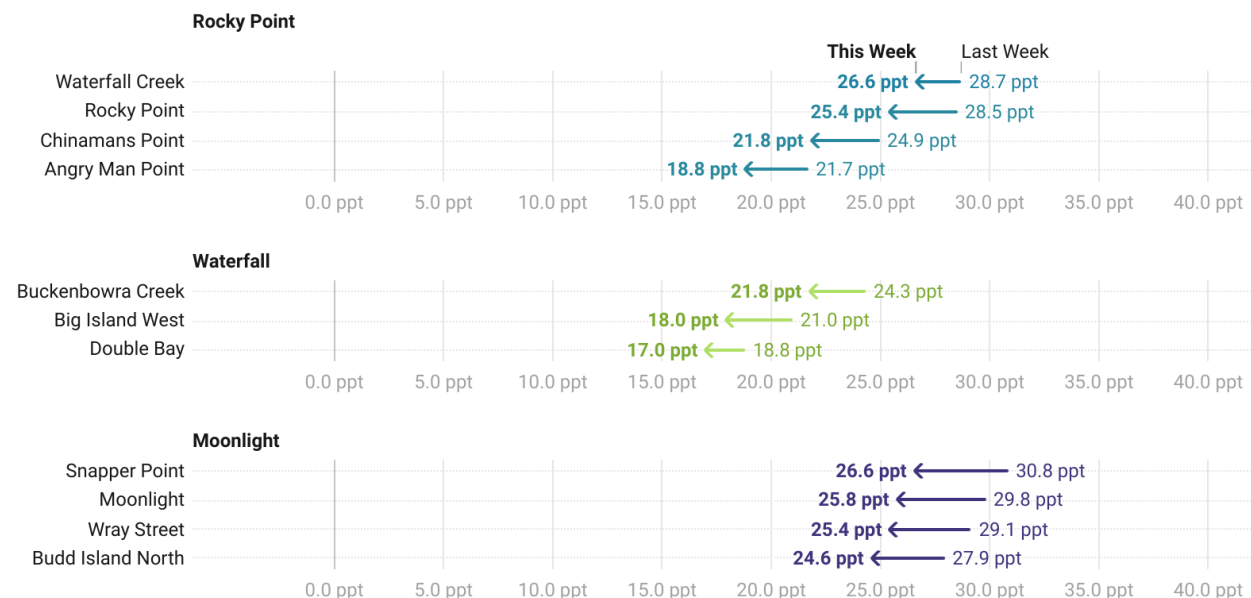 Rocky Point
This Week Last Week
Waterfall Creek 26.6 ppt 28.7 ppt
Rocky Point 25.4 ppt 28.5 ppt
Chinamans Point 21.8 ppt 24.9 ppt
Angry Man Point 18.8 ppt 21.7 ppt
0.0 ppt 5.0 ppt 10.0 ppt 15.0 ppt 20.0 ppt 25.0 ppt 30.0 ppt 35.0 ppt 40.0 ppt
Waterfall
Buckenbowra Creek 21.8 ppt 24.3 ppt
Big Island West 18.0 ppt 21.0 ppt
Double Bay 17.0 ppt 18.8 ppt
0.0 ppt 5.0 ppt 10.0 ppt 15.0 ppt 20.0 ppt 25.0 ppt 30.0 ppt 35.0 ppt 40.0 ppt
Moonlight
Snapper Point 26.6 ppt 30.8 ppt
Moonlight 25.8 ppt 29.8 ppt
Wray Street 25.4 ppt 29.1 ppt
Budd Island North 24.6 ppt 27.9 ppt
0.0 ppt 5.0 ppt 10.0 ppt 15.0 ppt 20.0 ppt 25.0 ppt 30.0 ppt 35.0 ppt 40.0 ppt